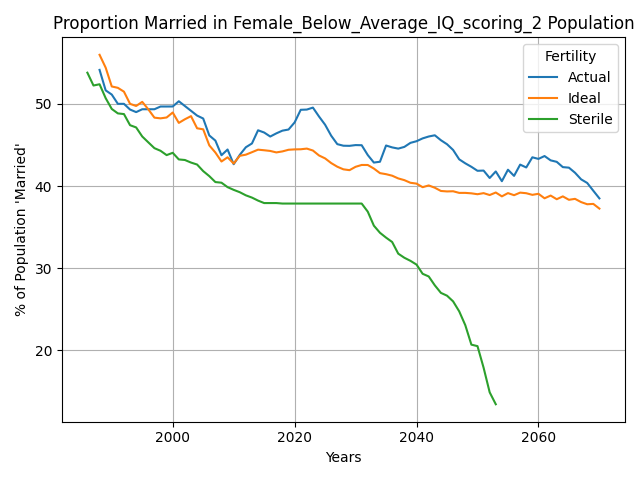 Proportion Married in Female_Below_Average_IQ_scoring_2 Population
Fertility
Actual
Ideal
Sterile
% of Population 'Married'
50
40
30
20
2000
2020
2040
2060
Years